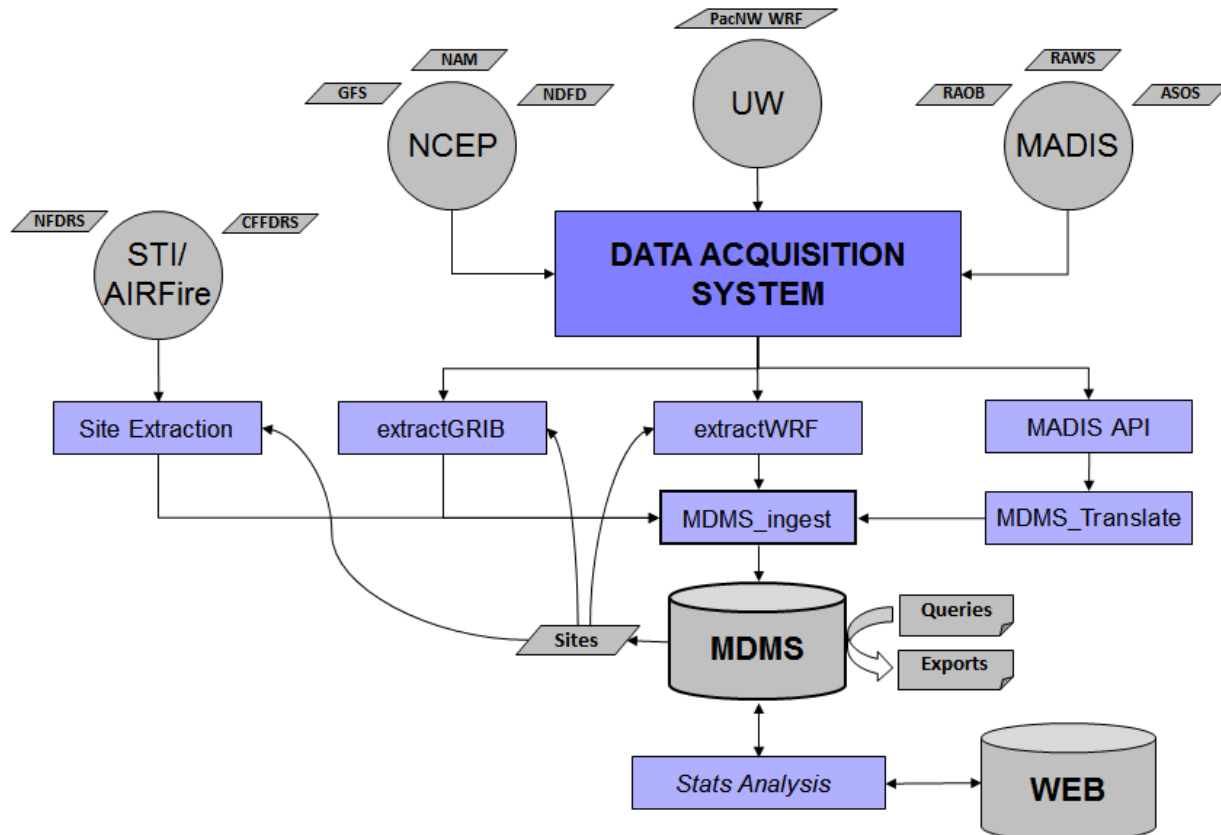 PacNW WRF
NAM
RAWS
GFS
NDFD
RAOB
ASOS
NCEP
UW
MADIS
NFDRS
CFFDRS
STI/
AIRFire
DATA ACQUISITION
SYSTEM
Site Extraction
extractGRIB
extractWRF
MADIS API
MDMS_ingest
MDMS_Translate
Sites
MDMS
Queries
Exports
Stats Analysis
WEB